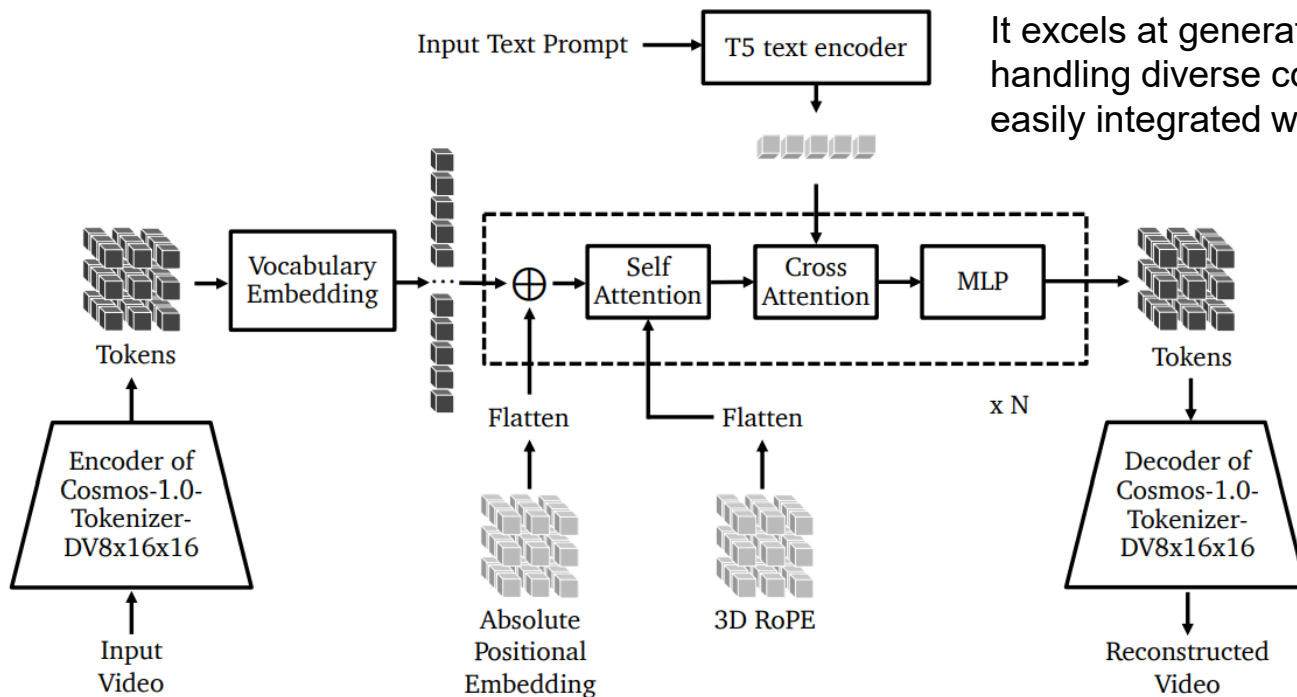 Input Text Prompt
T5 text encoder
It excels at generat
handling diverse co
easily integrated w
Vocabulary
Embedding
Self
Attention
Cross
Attention
MLP
Tokens
Tokens
x N
Flatten
Flatten
Encoder of
Cosmos-1.0-
Tokenizer-
DV8x16x16
Decoder of
Cosmos-1.0-
Tokenizer-
DV8x16x16
Input
Video
Absolute
Positional
Embedding
3D RoPE
Reconstructed
Video